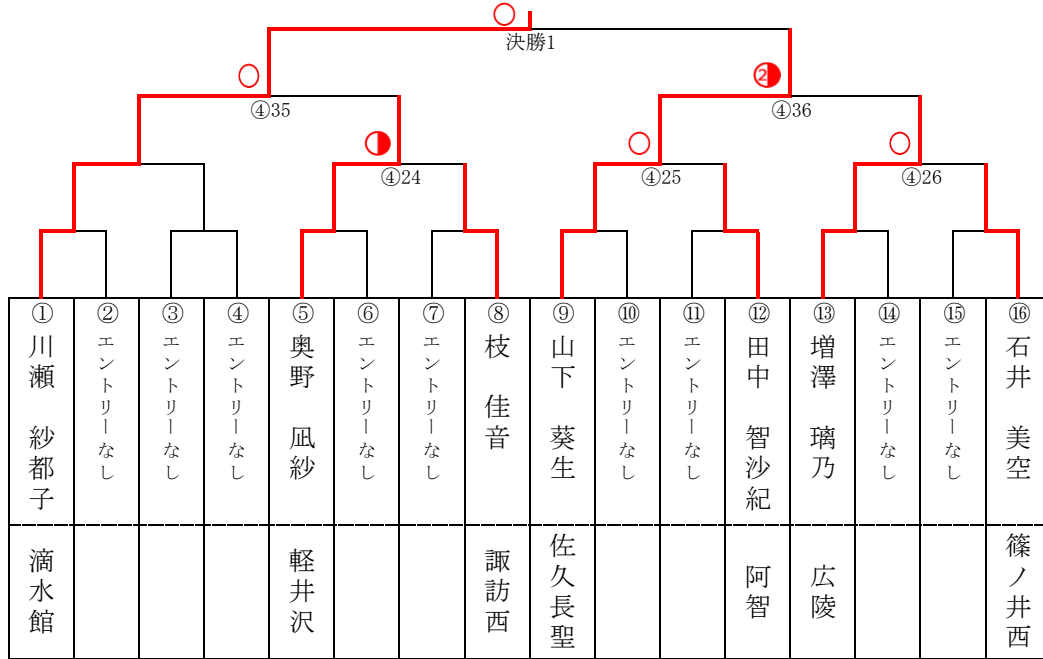 決勝1
2
④35
④36
④24
④25
④26
① 川瀬 紗都子 滴水館
② エントリーなし
③ エントリーなし
④ エントリーなし
⑤ 奥野 凪紗 軽井沢
⑥ エントリーなし
⑦ エントリーなし
⑧ 枝 佳音 諏訪西
⑨ 山下 葵生 佐久長聖
⑩ エントリーなし
⑪ エントリーなし
⑫ 田中 智沙紀 阿智
⑬ 増澤 璃乃 広陵
⑭ エントリーなし
⑮ エントリーなし
⑯ 石井 美空 篠ノ井西